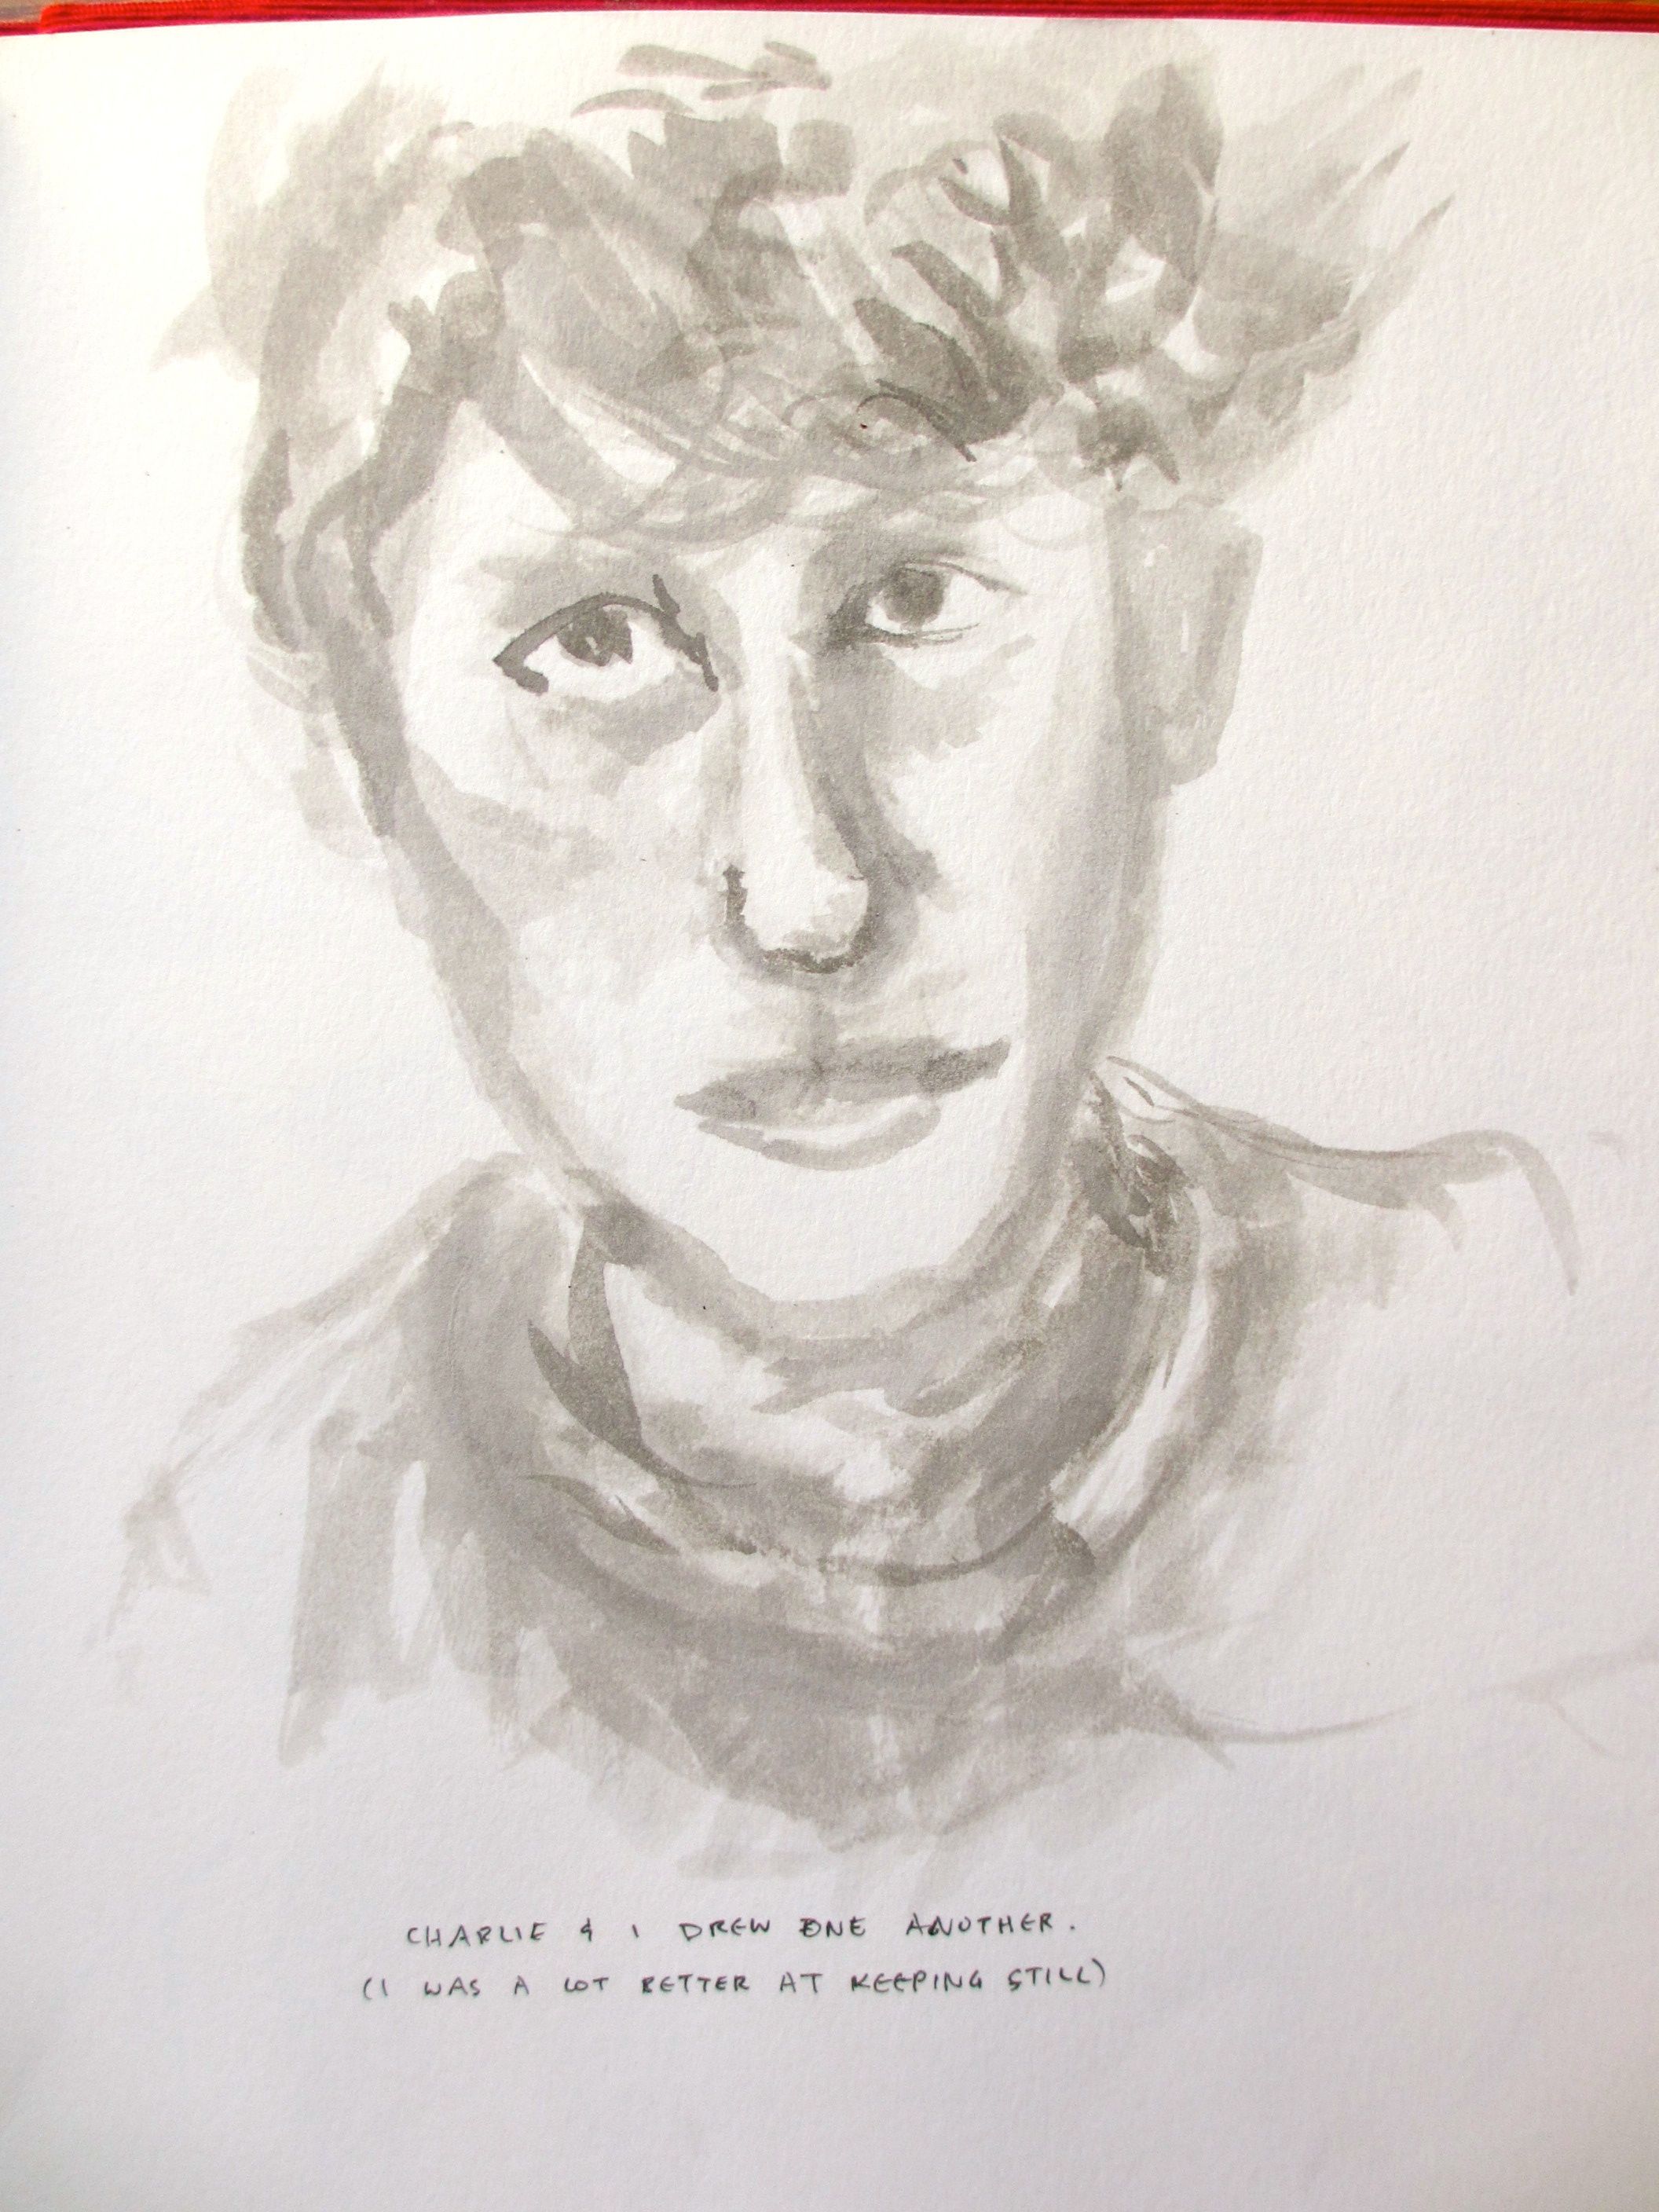 CHARLIE & I DREW ONE ANOTHER.
(I WAS A LOT BETTER AT KEEPING STILL)